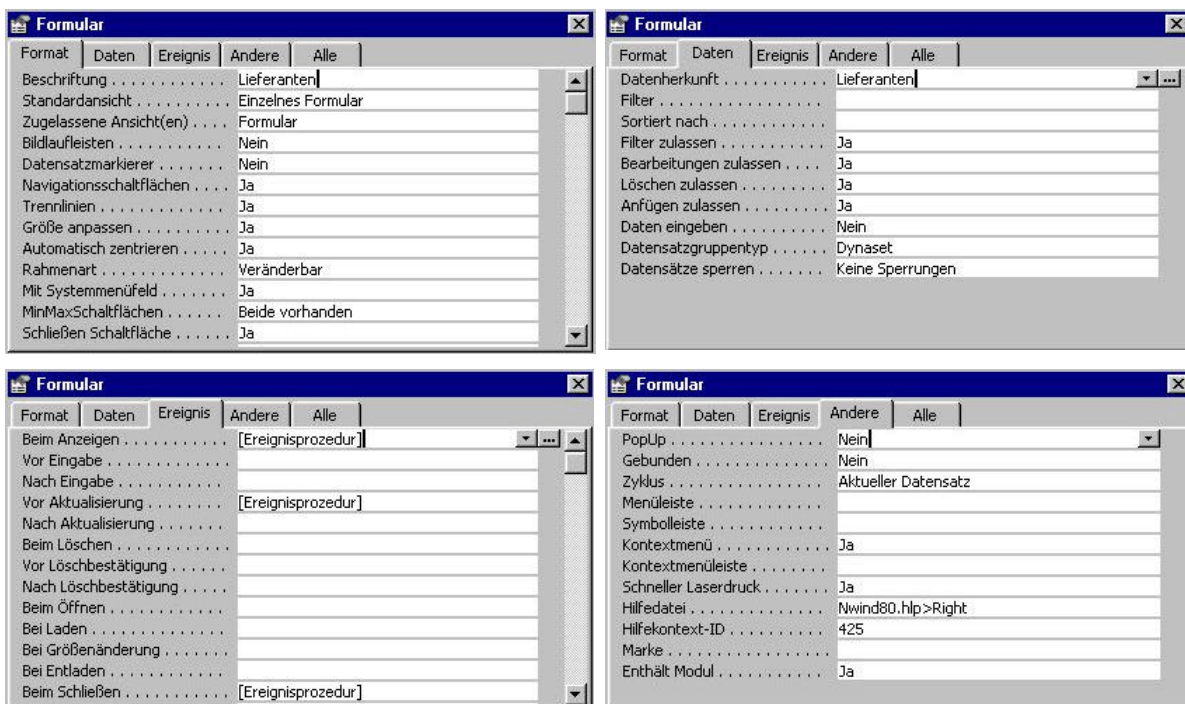 Formular
Format Daten Ereignis Andere Alle
Beschriftung . . . . . . . . . . . Lieferanten
Standardansicht . . . . . . . . . . Einzelnes Formular
Zugelassene Ansicht(en) . . . . Formular
Bildlaufleisten . . . . . . . . . . . Nein
Datensatzmarkierer . . . . . . . Nein
Navigationsschaltflächen . . . . Ja
Trennlinien . . . . . . . . . . . . . Ja
Größe anpassen . . . . . . . . . . Ja
Automatisch zentrieren . . . . . Ja
Rahmenart . . . . . . . . . . . . . Veränderbar
Mit Systemmenüfeld . . . . . . . Ja
MinMaxSchaltflächen . . . . . . Beide vorhanden
Schließen Schaltfläche . . . . . . Ja
Formular
Format Daten Ereignis Andere Alle
Datenherkunft . . . . . . . . . . . Lieferanten
Filter . . . . . . . . . . . . . . . . .
Sortiert nach . . . . . . . . . . . .
Filter zulassen . . . . . . . . . . . Ja
Bearbeitungen zulassen . . . . Ja
Löschen zulassen . . . . . . . . . Ja
Anfügen zulassen . . . . . . . . . Ja
Daten eingeben . . . . . . . . . . Nein
Datensatzgruppentyp . . . . . . Dynaset
Datensätze sperren . . . . . . . Keine Sperrungen
Formular
Format Daten Ereignis Andere Alle
Beim Anzeigen . . . . . . . . . . . [Ereignisprozedur]
Vor Eingabe . . . . . . . . . . . . .
Nach Eingabe . . . . . . . . . . . .
Vor Aktualisierung . . . . . . . . [Ereignisprozedur]
Nach Aktualisierung . . . . . . .
Beim Löschen . . . . . . . . . . . .
Vor Löschbestätigung . . . . . .
Nach Löschbestätigung . . . . .
Beim Öffnen . . . . . . . . . . . . .
Bei Laden . . . . . . . . . . . . . . .
Bei Größenänderung . . . . . . .
Bei Entladen . . . . . . . . . . . . .
Beim Schließen . . . . . . . . . . . [Ereignisprozedur]
Formular
Format Daten Ereignis Andere Alle
PopUp . . . . . . . . . . . . . . . . Nein
Gebunden . . . . . . . . . . . . . . Nein
Zyklus . . . . . . . . . . . . . . . . Aktueller Datensatz
Menüleiste . . . . . . . . . . . . . .
Symbolleiste . . . . . . . . . . . . .
Kontextmenü . . . . . . . . . . . . Ja
Kontextmenüleiste . . . . . . . .
Schneller Laserdruck . . . . . . . Ja
Hilfedatei . . . . . . . . . . . . . . Nwind80.hlp>Right
Hilfekontext-ID . . . . . . . . . . 425
Marke . . . . . . . . . . . . . . . . .
Enthält Modul . . . . . . . . . . . Ja